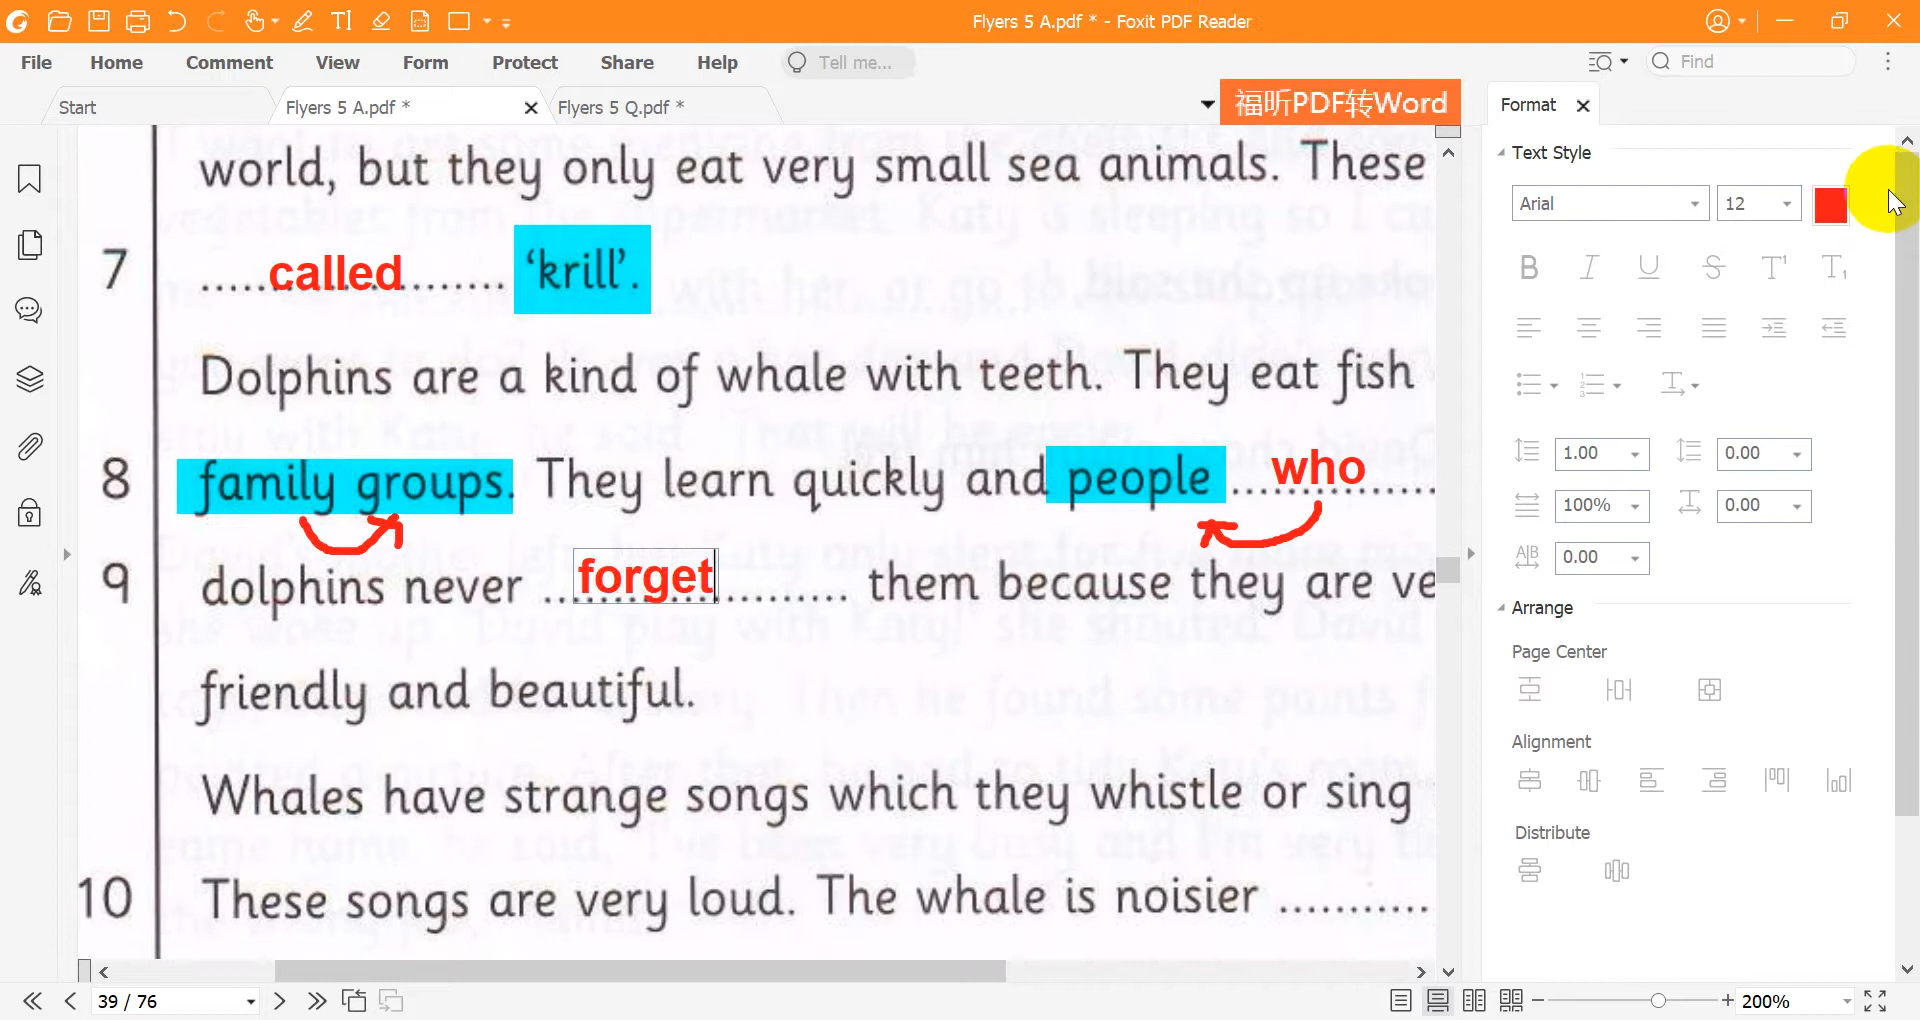 Flyers 5 A.pdf * - Foxit PDF Reader
File Home Comment View Form Protect Share Help Tell me... Find
Start Flyers 5 A.pdf * Flyers 5 Q.pdf * 福昕PDF转Word Format
world, but they only eat very small sea animals. These
7 called 'krill'.
Dolphins are a kind of whale with teeth. They eat fish
8 family groups. They learn quickly and people who
9 dolphins never forget them because they are ve
friendly and beautiful.
Whales have strange songs which they whistle or sing
10 These songs are very loud. The whale is noisier
Text Style
Arial 12
1.00 0.00
100% 0.00
0.00
Arrange
Page Center
Alignment
Distribute
39 / 76 200%